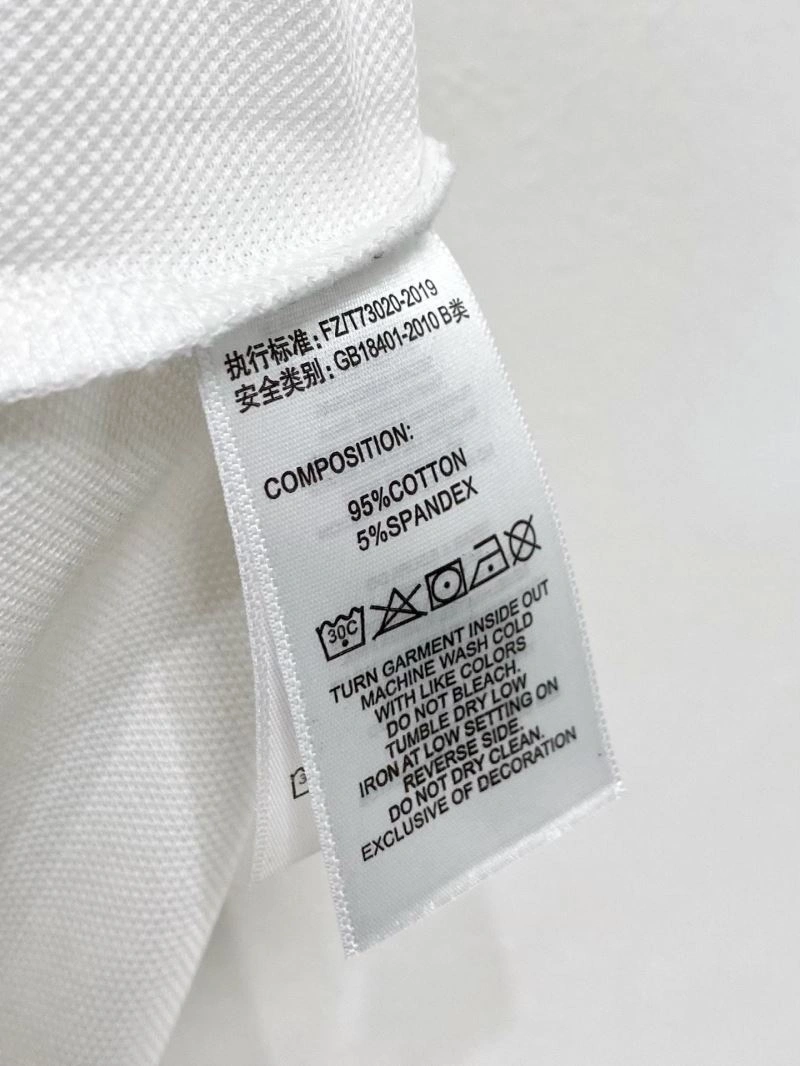 执行标准：FZ/T73020-2019
安全类别：GB18401-2010 B类
COMPOSITION:
95%COTTON
5%SPANDEX
30C
TURN GARMENT INSIDE OUT
MACHINE WASH COLD
WITH LIKE COLORS
DO NOT BLEACH.
TUMBLE DRY LOW
IRON AT LOW SETTING ON
REVERSE SIDE.
DO NOT DRY CLEAN.
EXCLUSIVE OF DECORATION